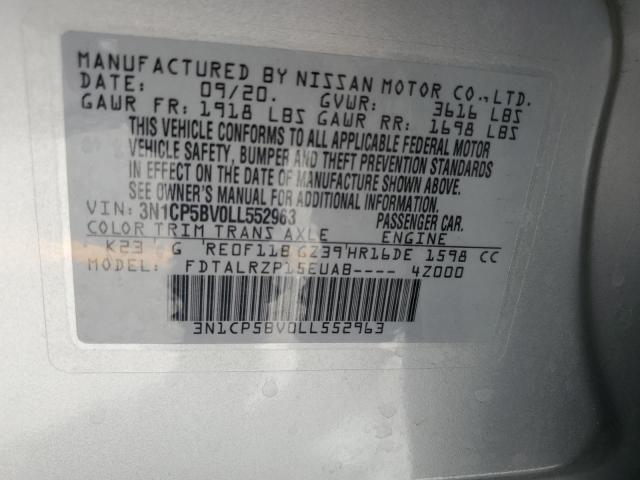 MANUFACTURED BY NISSAN MOTOR CO.,LTD.
DATE: 09/20. GVWR: 3616 LBS
GAWR FR: 1918 LBS GAWR RR: 1698 LBS
THIS VEHICLE CONFORMS TO ALL APPLICABLE FEDERAL MOTOR
VEHICLE SAFETY, BUMPER AND THEFT PREVENTION STANDARDS
IN EFFECT ON THE DATE OF MANUFACTURE SHOWN ABOVE.
SEE OWNER'S MANUAL FOR ADDITIONAL INFORMATION.
VIN: 3N1CP5BV0LL552963 PASSENGER CAR.
COLOR TRIM TRANS AXLE ENGINE
K23 G RE0F11B GZ39 HR16DE 1598 CC
MODEL FDTALRZP15EUAB---- 4Z000
3N1CP5BV0LL552963